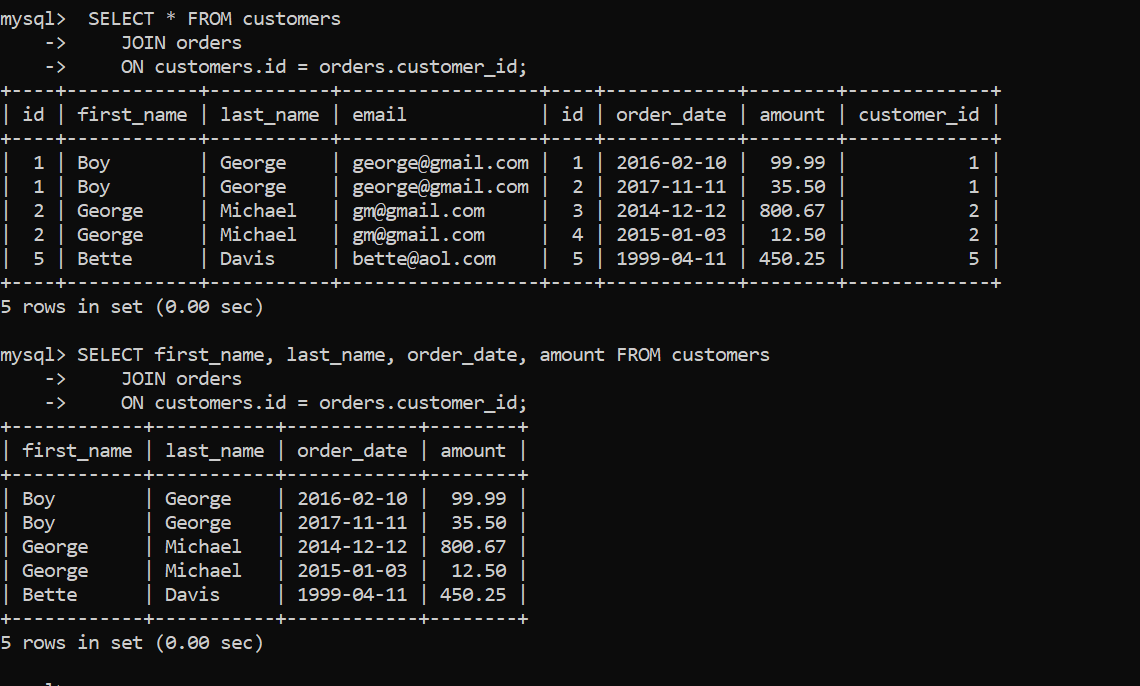 mysql>  SELECT * FROM customers
    ->     JOIN orders
    ->     ON customers.id = orders.customer_id;
+----+------------+-----------+------------------+----+------------+--------+-------------+
| id | first_name | last_name | email            | id | order_date | amount | customer_id |
+----+------------+-----------+------------------+----+------------+--------+-------------+
|  1 | Boy        | George    | george@gmail.com |  1 | 2016-02-10 |  99.99 |           1 |
|  1 | Boy        | George    | george@gmail.com |  2 | 2017-11-11 |  35.50 |           1 |
|  2 | George     | Michael   | gm@gmail.com     |  3 | 2014-12-12 | 800.67 |           2 |
|  2 | George     | Michael   | gm@gmail.com     |  4 | 2015-01-03 |  12.50 |           2 |
|  5 | Bette      | Davis     | bette@aol.com    |  5 | 1999-04-11 | 450.25 |           5 |
+----+------------+-----------+------------------+----+------------+--------+-------------+
5 rows in set (0.00 sec)

mysql> SELECT first_name, last_name, order_date, amount FROM customers
    ->     JOIN orders
    ->     ON customers.id = orders.customer_id;
+------------+-----------+------------+--------+
| first_name | last_name | order_date | amount |
+------------+-----------+------------+--------+
| Boy        | George    | 2016-02-10 |  99.99 |
| Boy        | George    | 2017-11-11 |  35.50 |
| George     | Michael   | 2014-12-12 | 800.67 |
| George     | Michael   | 2015-01-03 |  12.50 |
| Bette      | Davis     | 1999-04-11 | 450.25 |
+------------+-----------+------------+--------+
5 rows in set (0.00 sec)